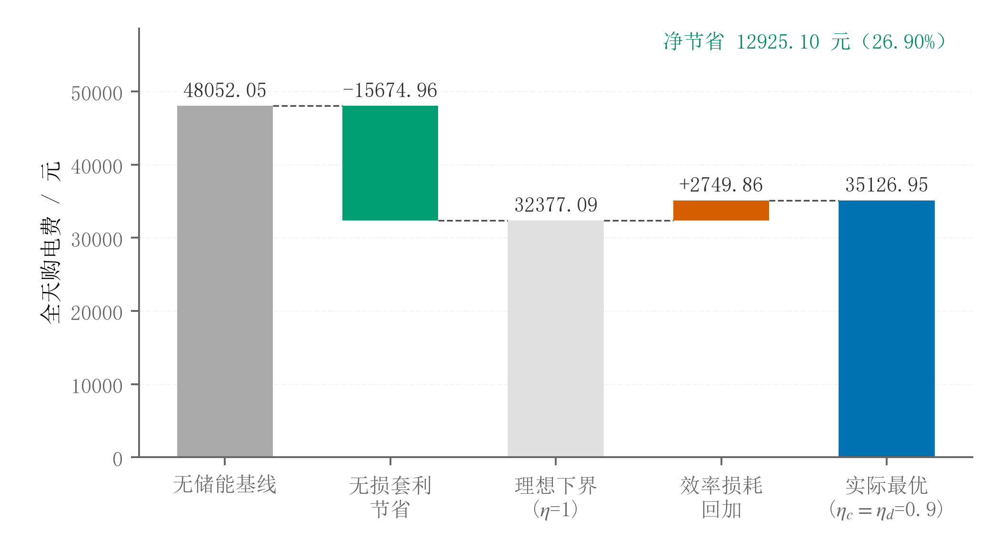 净节省 12925.10 元（26.90%）
全天购电费 / 元
50000
40000
30000
20000
10000
0
48052.05
−15674.96
32377.09
+2749.86
35126.95
无储能基线
无损套利
节省
理想下界
(η=1)
效率损耗
回加
实际最优
(η_c = η_d=0.9)